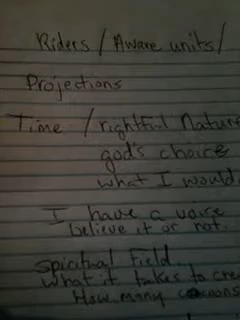 Riders / Aware units /
Projections
Time / rightful Nature
god's choice
what I would
I have a voice
believe it or not.
Spiritual Field
what it takes to cre
How many